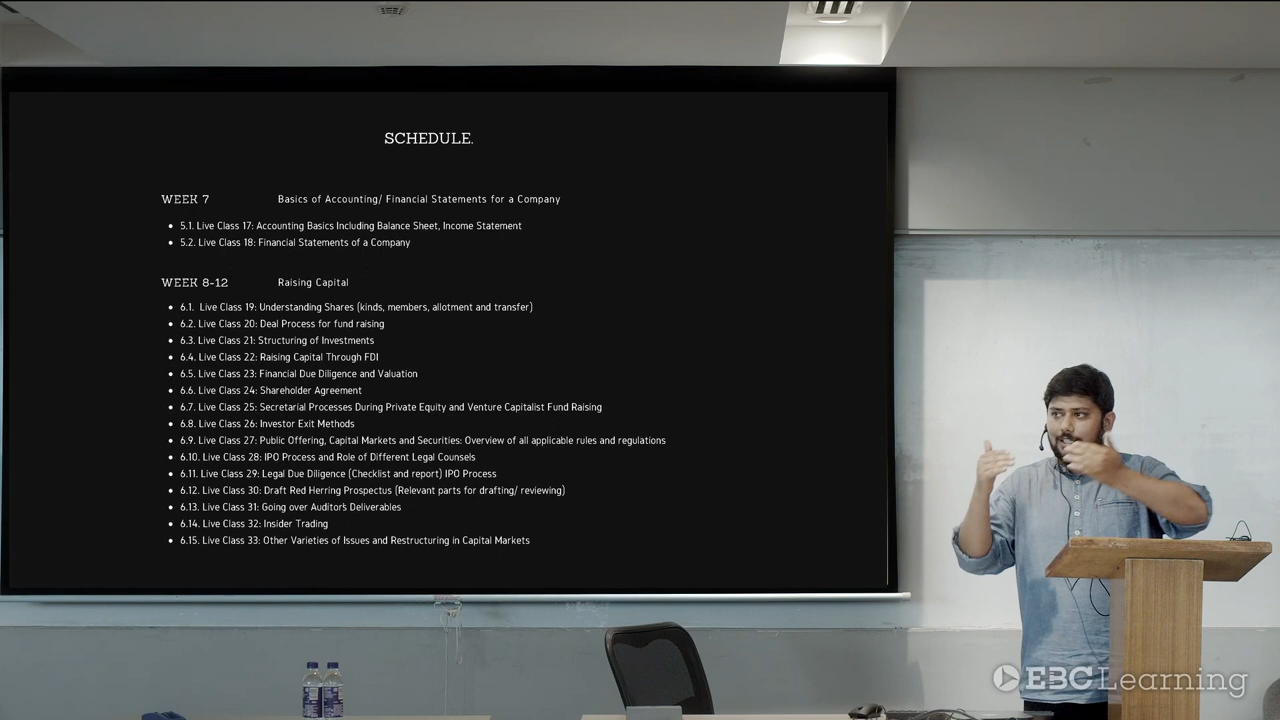 SCHEDULE.
WEEK 7 Basics of Accounting/ Financial Statements for a Company
• 5.1. Live Class 17: Accounting Basics Including Balance Sheet, Income Statement
• 5.2. Live Class 18: Financial Statements of a Company
WEEK 8-12 Raising Capital
• 6.1. Live Class 19: Understanding Shares (kinds, members, allotment and transfer)
• 6.2. Live Class 20: Deal Process for fund raising
• 6.3. Live Class 21: Structuring of Investments
• 6.4. Live Class 22: Raising Capital Through FDI
• 6.5. Live Class 23: Financial Due Diligence and Valuation
• 6.6. Live Class 24: Shareholder Agreement
• 6.7. Live Class 25: Secretarial Processes During Private Equity and Venture Capitalist Fund Raising
• 6.8. Live Class 26: Investor Exit Methods
• 6.9. Live Class 27: Public Offering, Capital Markets and Securities: Overview of all applicable rules and regulations
• 6.10. Live Class 28: IPO Process and Role of Different Legal Counsels
• 6.11. Live Class 29: Legal Due Diligence (Checklist and report) IPO Process
• 6.12. Live Class 30: Draft Red Herring Prospectus (Relevant parts for drafting/ reviewing)
• 6.13. Live Class 31: Going over Auditor's Deliverables
• 6.14. Live Class 32: Insider Trading
• 6.15. Live Class 33: Other Varieties of Issues and Restructuring in Capital Markets
EBC Learning